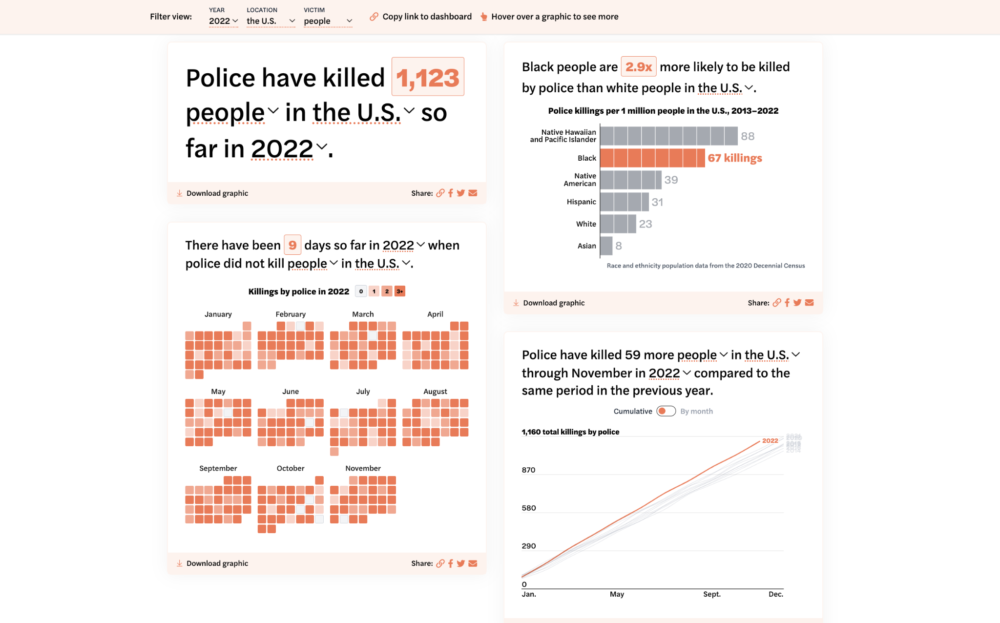 Filter view:
YEAR
2022
LOCATION
the U.S.
VICTIM
people
Copy link to dashboard
Hover over a graphic to see more
Police have killed 1,123
people in the U.S. so
far in 2022.
Download graphic
Share:
There have been 9 days so far in 2022 when
police did not kill people in the U.S..
Killings by police in 2022 0 1 2 3+
January
February
March
April
May
June
July
August
September
October
November
Download graphic
Share:
Black people are 2.9x more likely to be killed
by police than white people in the U.S..
Police killings per 1 million people in the U.S., 2013–2022
Native Hawaiian
and Pacific Islander
88
Black
67 killings
Native
American
39
Hispanic
31
White
23
Asian
8
Race and ethnicity population data from the 2020 Decennial Census
Download graphic
Share:
Police have killed 59 more people in the U.S.
through November in 2022 compared to the
same period in the previous year.
Cumulative
By month
1,160 total killings by police
2022
2014
870
580
290
0
Jan.
May
Sept.
Dec.